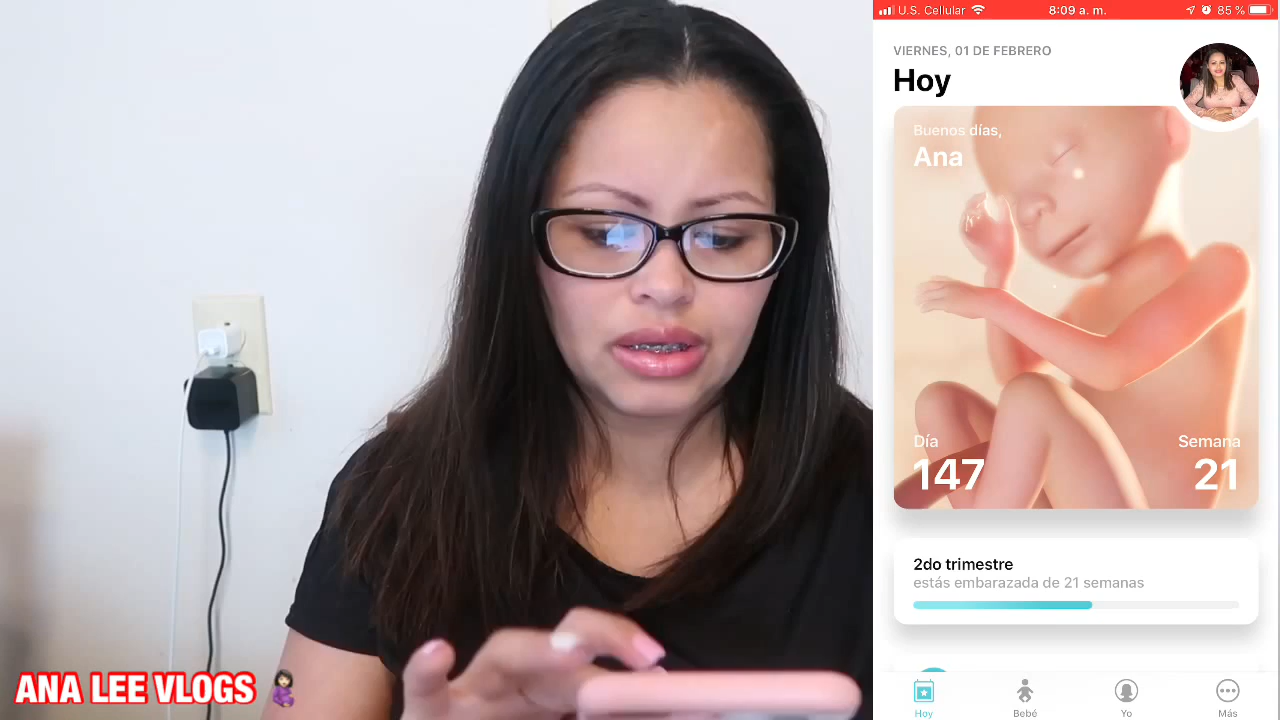 U.S. Cellular 8:09 a. m. 85 %
VIERNES, 01 DE FEBRERO
Hoy
Buenos días,
Ana
Día
Semana
147
21
2do trimestre
estás embarazada de 21 semanas
Hoy
Bebé
Yo
Más
ANA LEE VLOGS